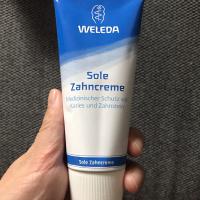 WELEDA
Sole
Zahncreme
Medizinischer Schutz vor
Karies und Zahnstein
Sole Zahncreme